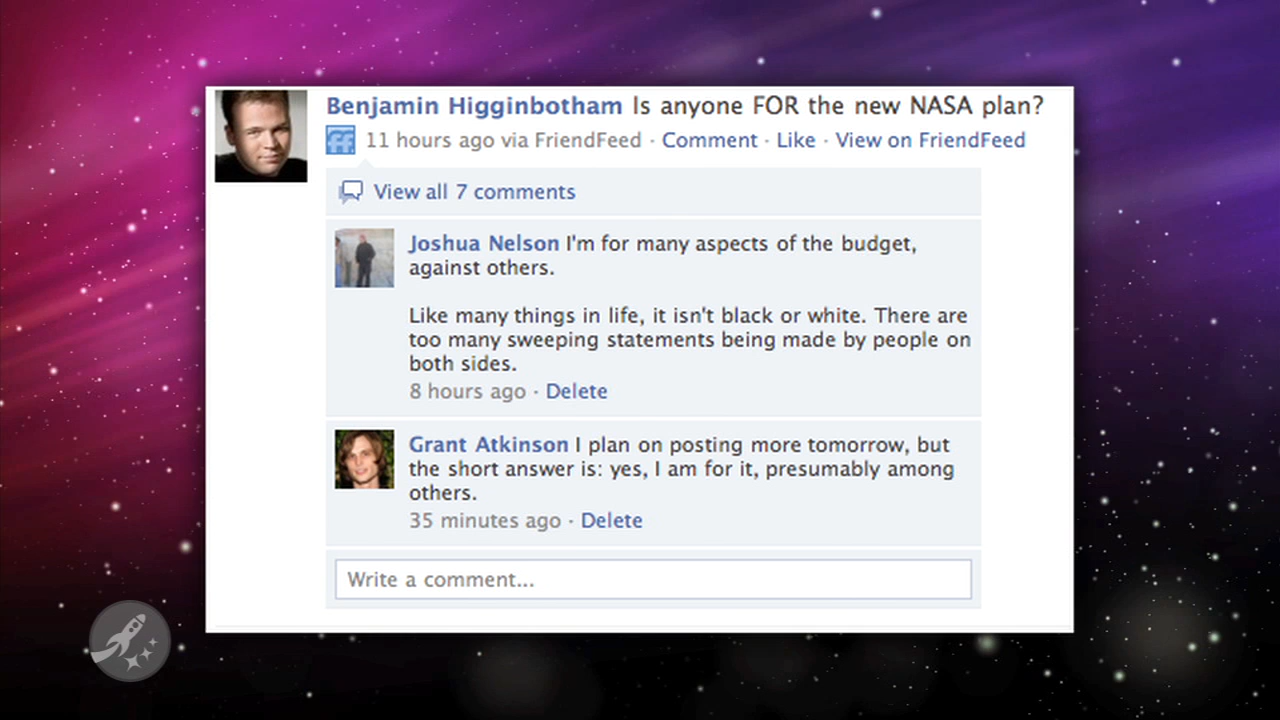 Benjamin Higginbotham Is anyone FOR the new NASA plan?
ff 11 hours ago via FriendFeed · Comment · Like · View on FriendFeed
View all 7 comments
Joshua Nelson I'm for many aspects of the budget,
against others.
Like many things in life, it isn't black or white. There are
too many sweeping statements being made by people on
both sides.
8 hours ago · Delete
Grant Atkinson I plan on posting more tomorrow, but
the short answer is: yes, I am for it, presumably among
others.
35 minutes ago · Delete
Write a comment...